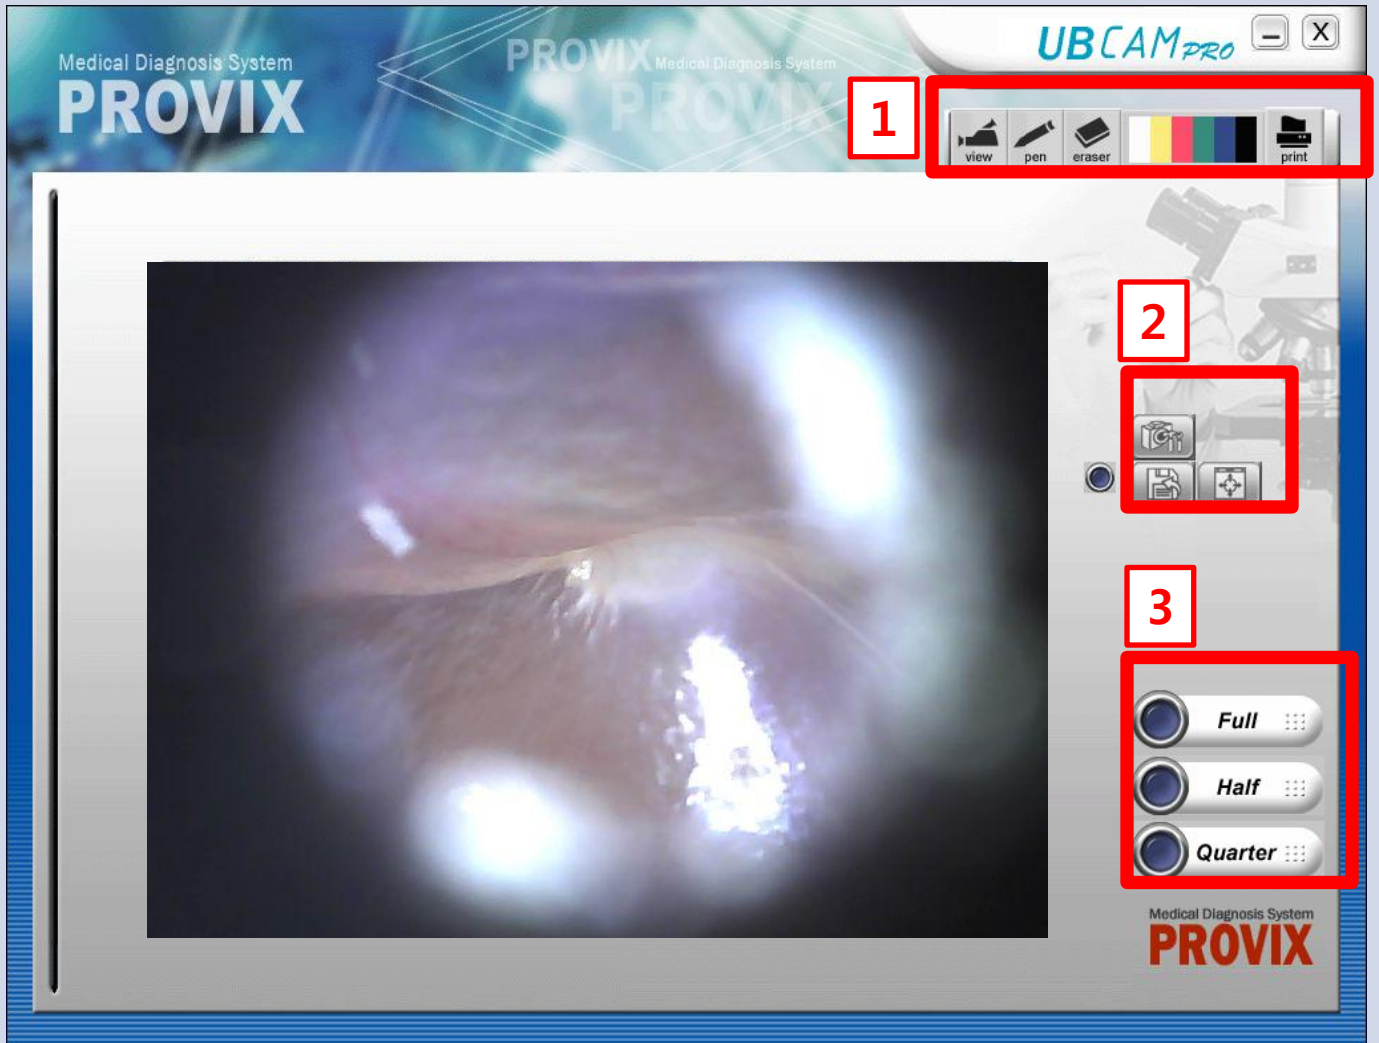 Medical Diagnosis System
PROVIX
PROVIX Medical Diagnosis System
PROVIX
UBCAM PRO
X
1
view
pen
eraser
print
2
3
Full
Half
Quarter
Medical Diagnosis System
PROVIX